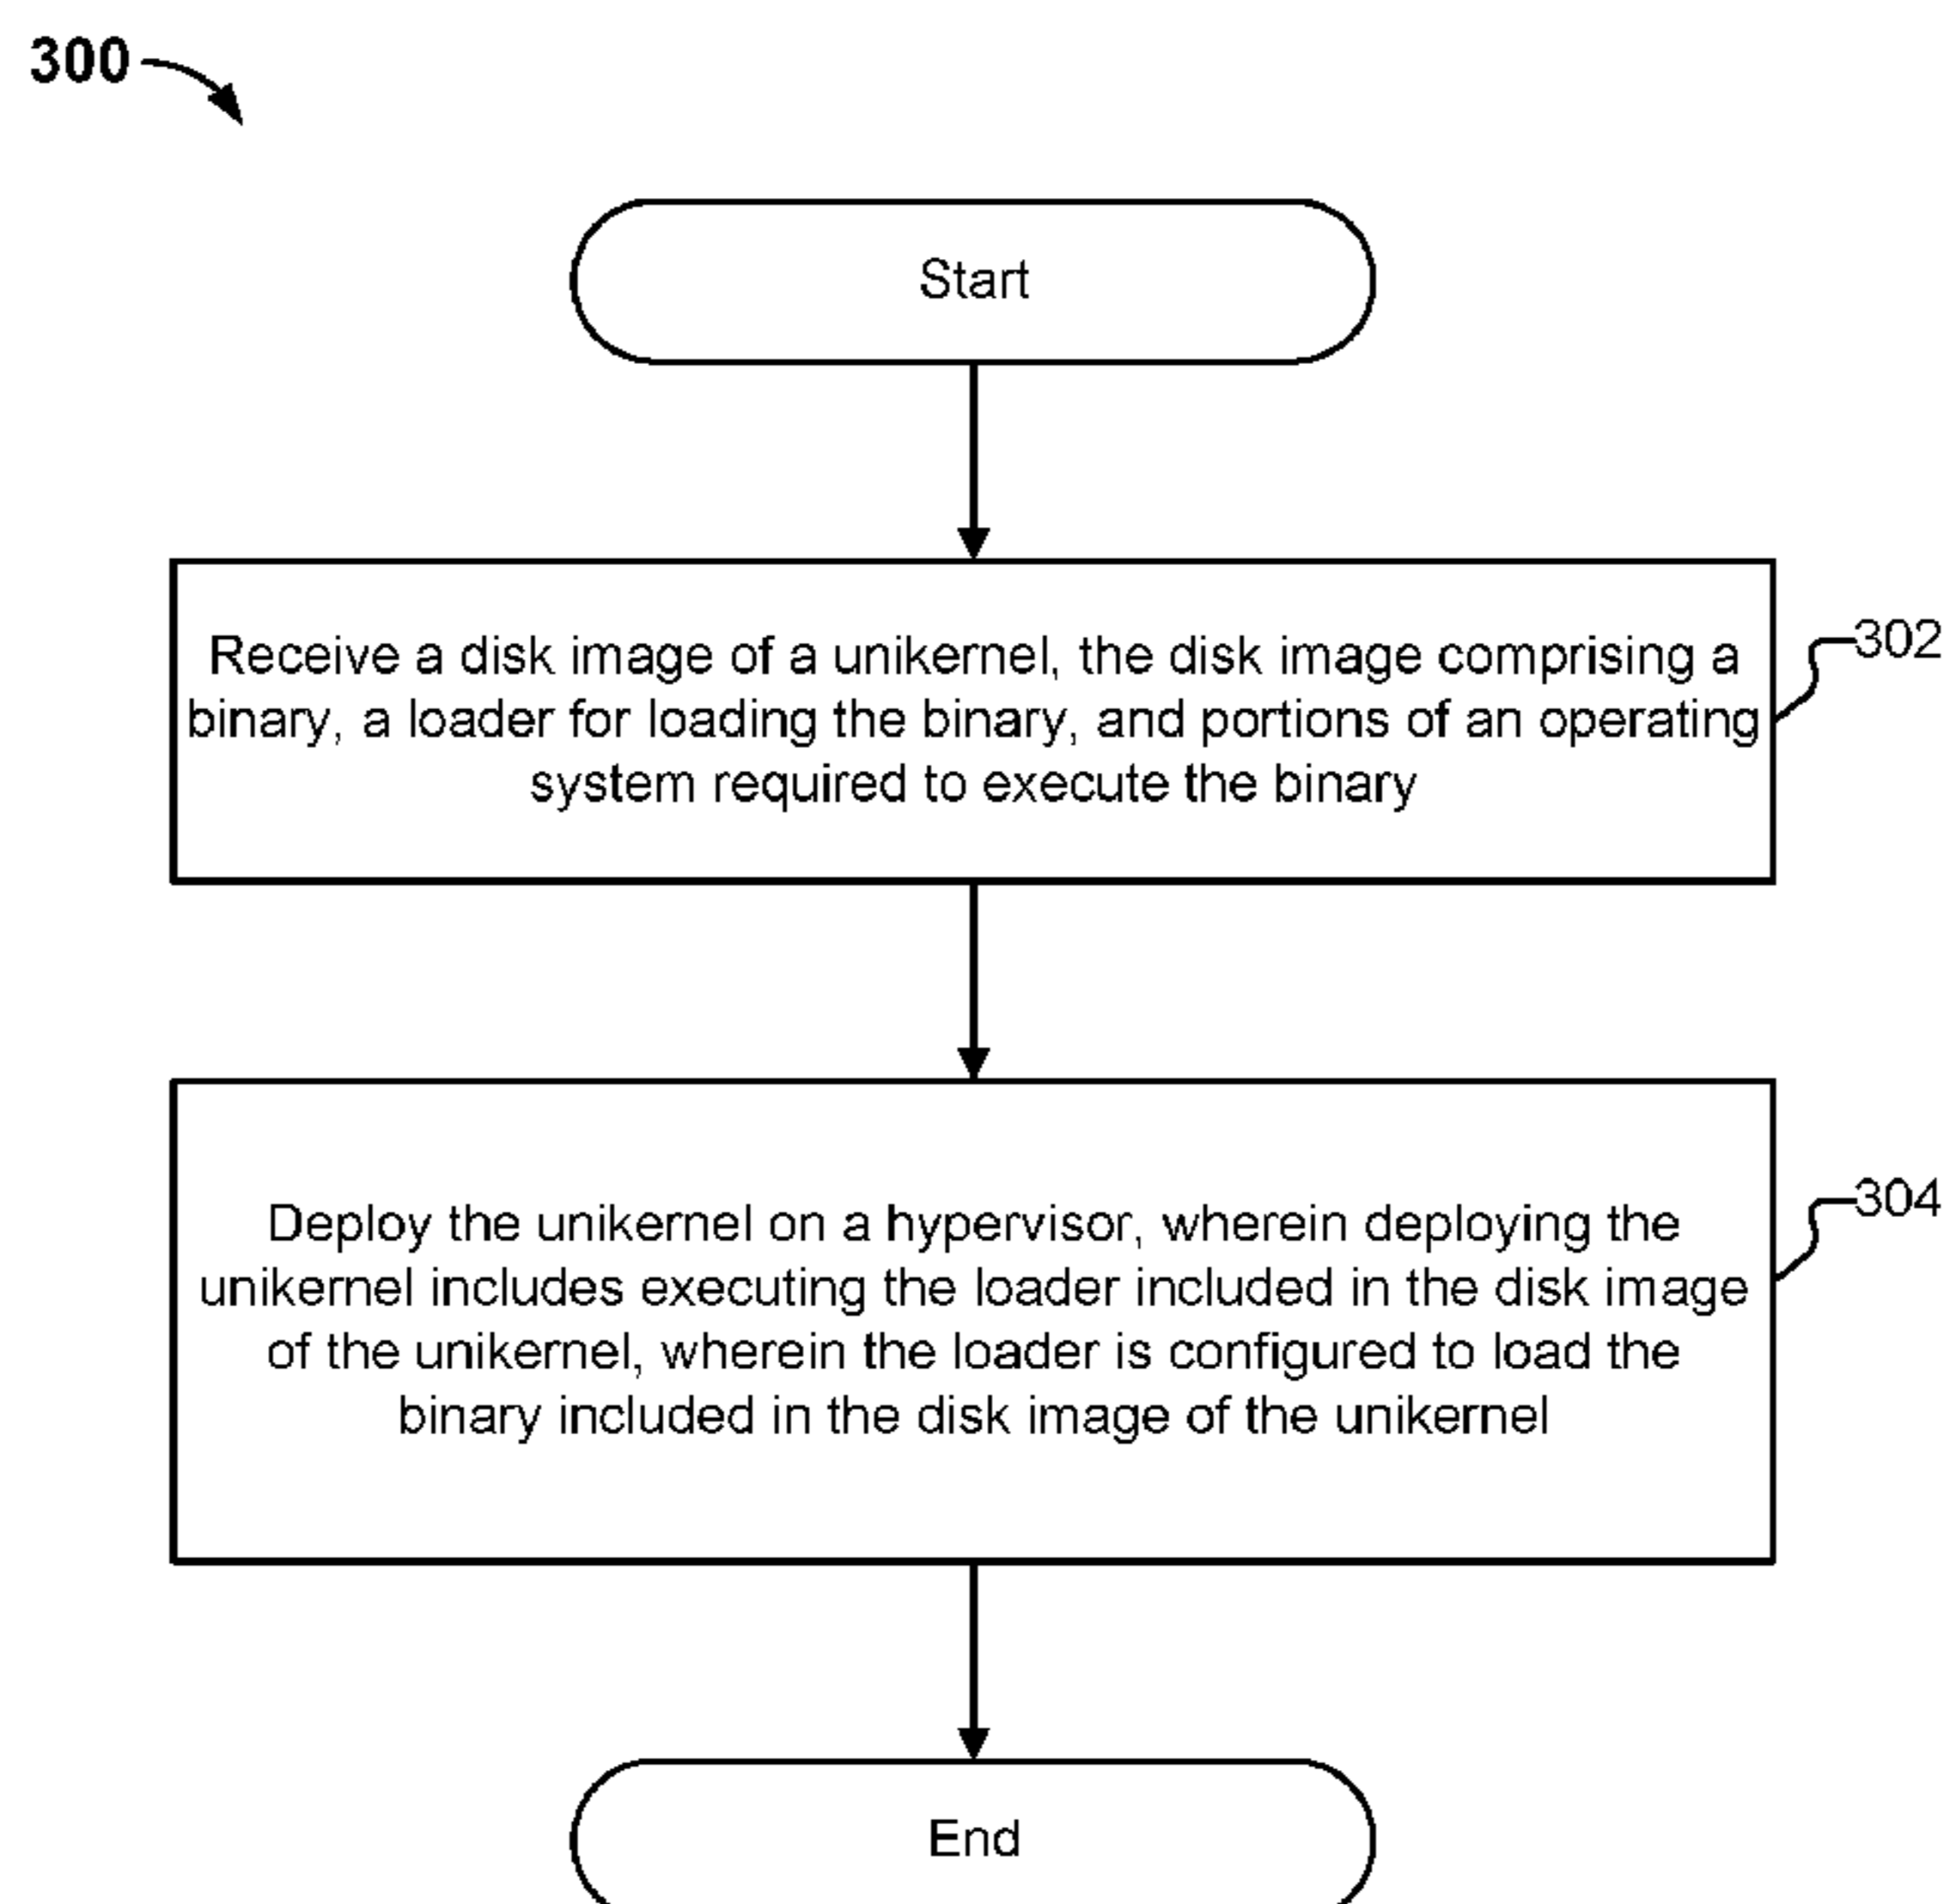 300
Start
Receive a disk image of a unikernel, the disk image comprising a
binary, a loader for loading the binary, and portions of an operating
system required to execute the binary
302
Deploy the unikernel on a hypervisor, wherein deploying the
unikernel includes executing the loader included in the disk image
of the unikernel, wherein the loader is configured to load the
binary included in the disk image of the unikernel
304
End